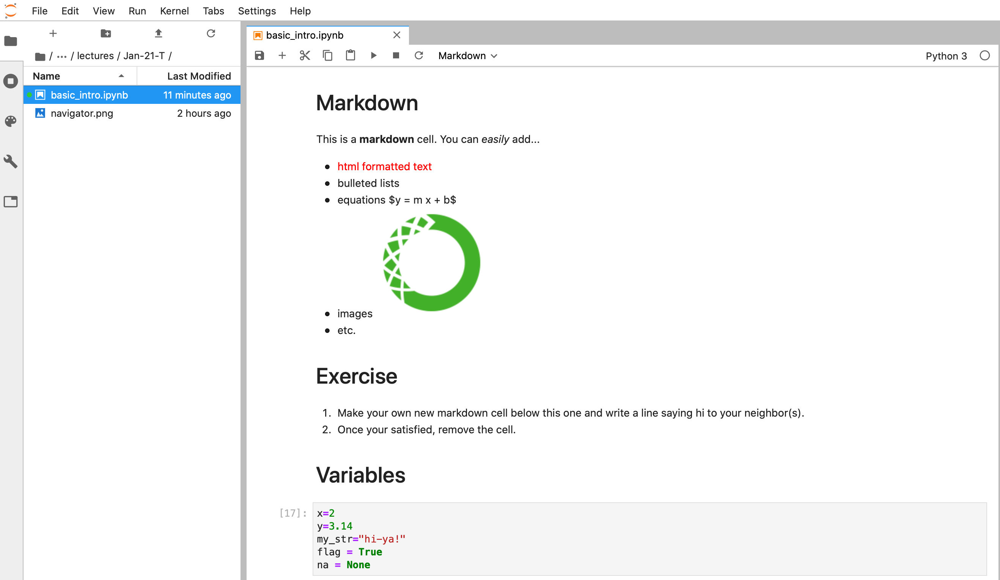 File Edit View Run Kernel Tabs Settings Help
/ ... / lectures / Jan-21-T /
Name Last Modified
basic_intro.ipynb 11 minutes ago
navigator.png 2 hours ago
basic_intro.ipynb
Markdown Python 3
Markdown
This is a markdown cell. You can easily add...
html formatted text
bulleted lists
equations $y = m x + b$
images
etc.
Exercise
1. Make your own new markdown cell below this one and write a line saying hi to your neighbor(s).
2. Once your satisfied, remove the cell.
Variables
[17]: x=2
y=3.14
my_str="hi-ya!"
flag = True
na = None